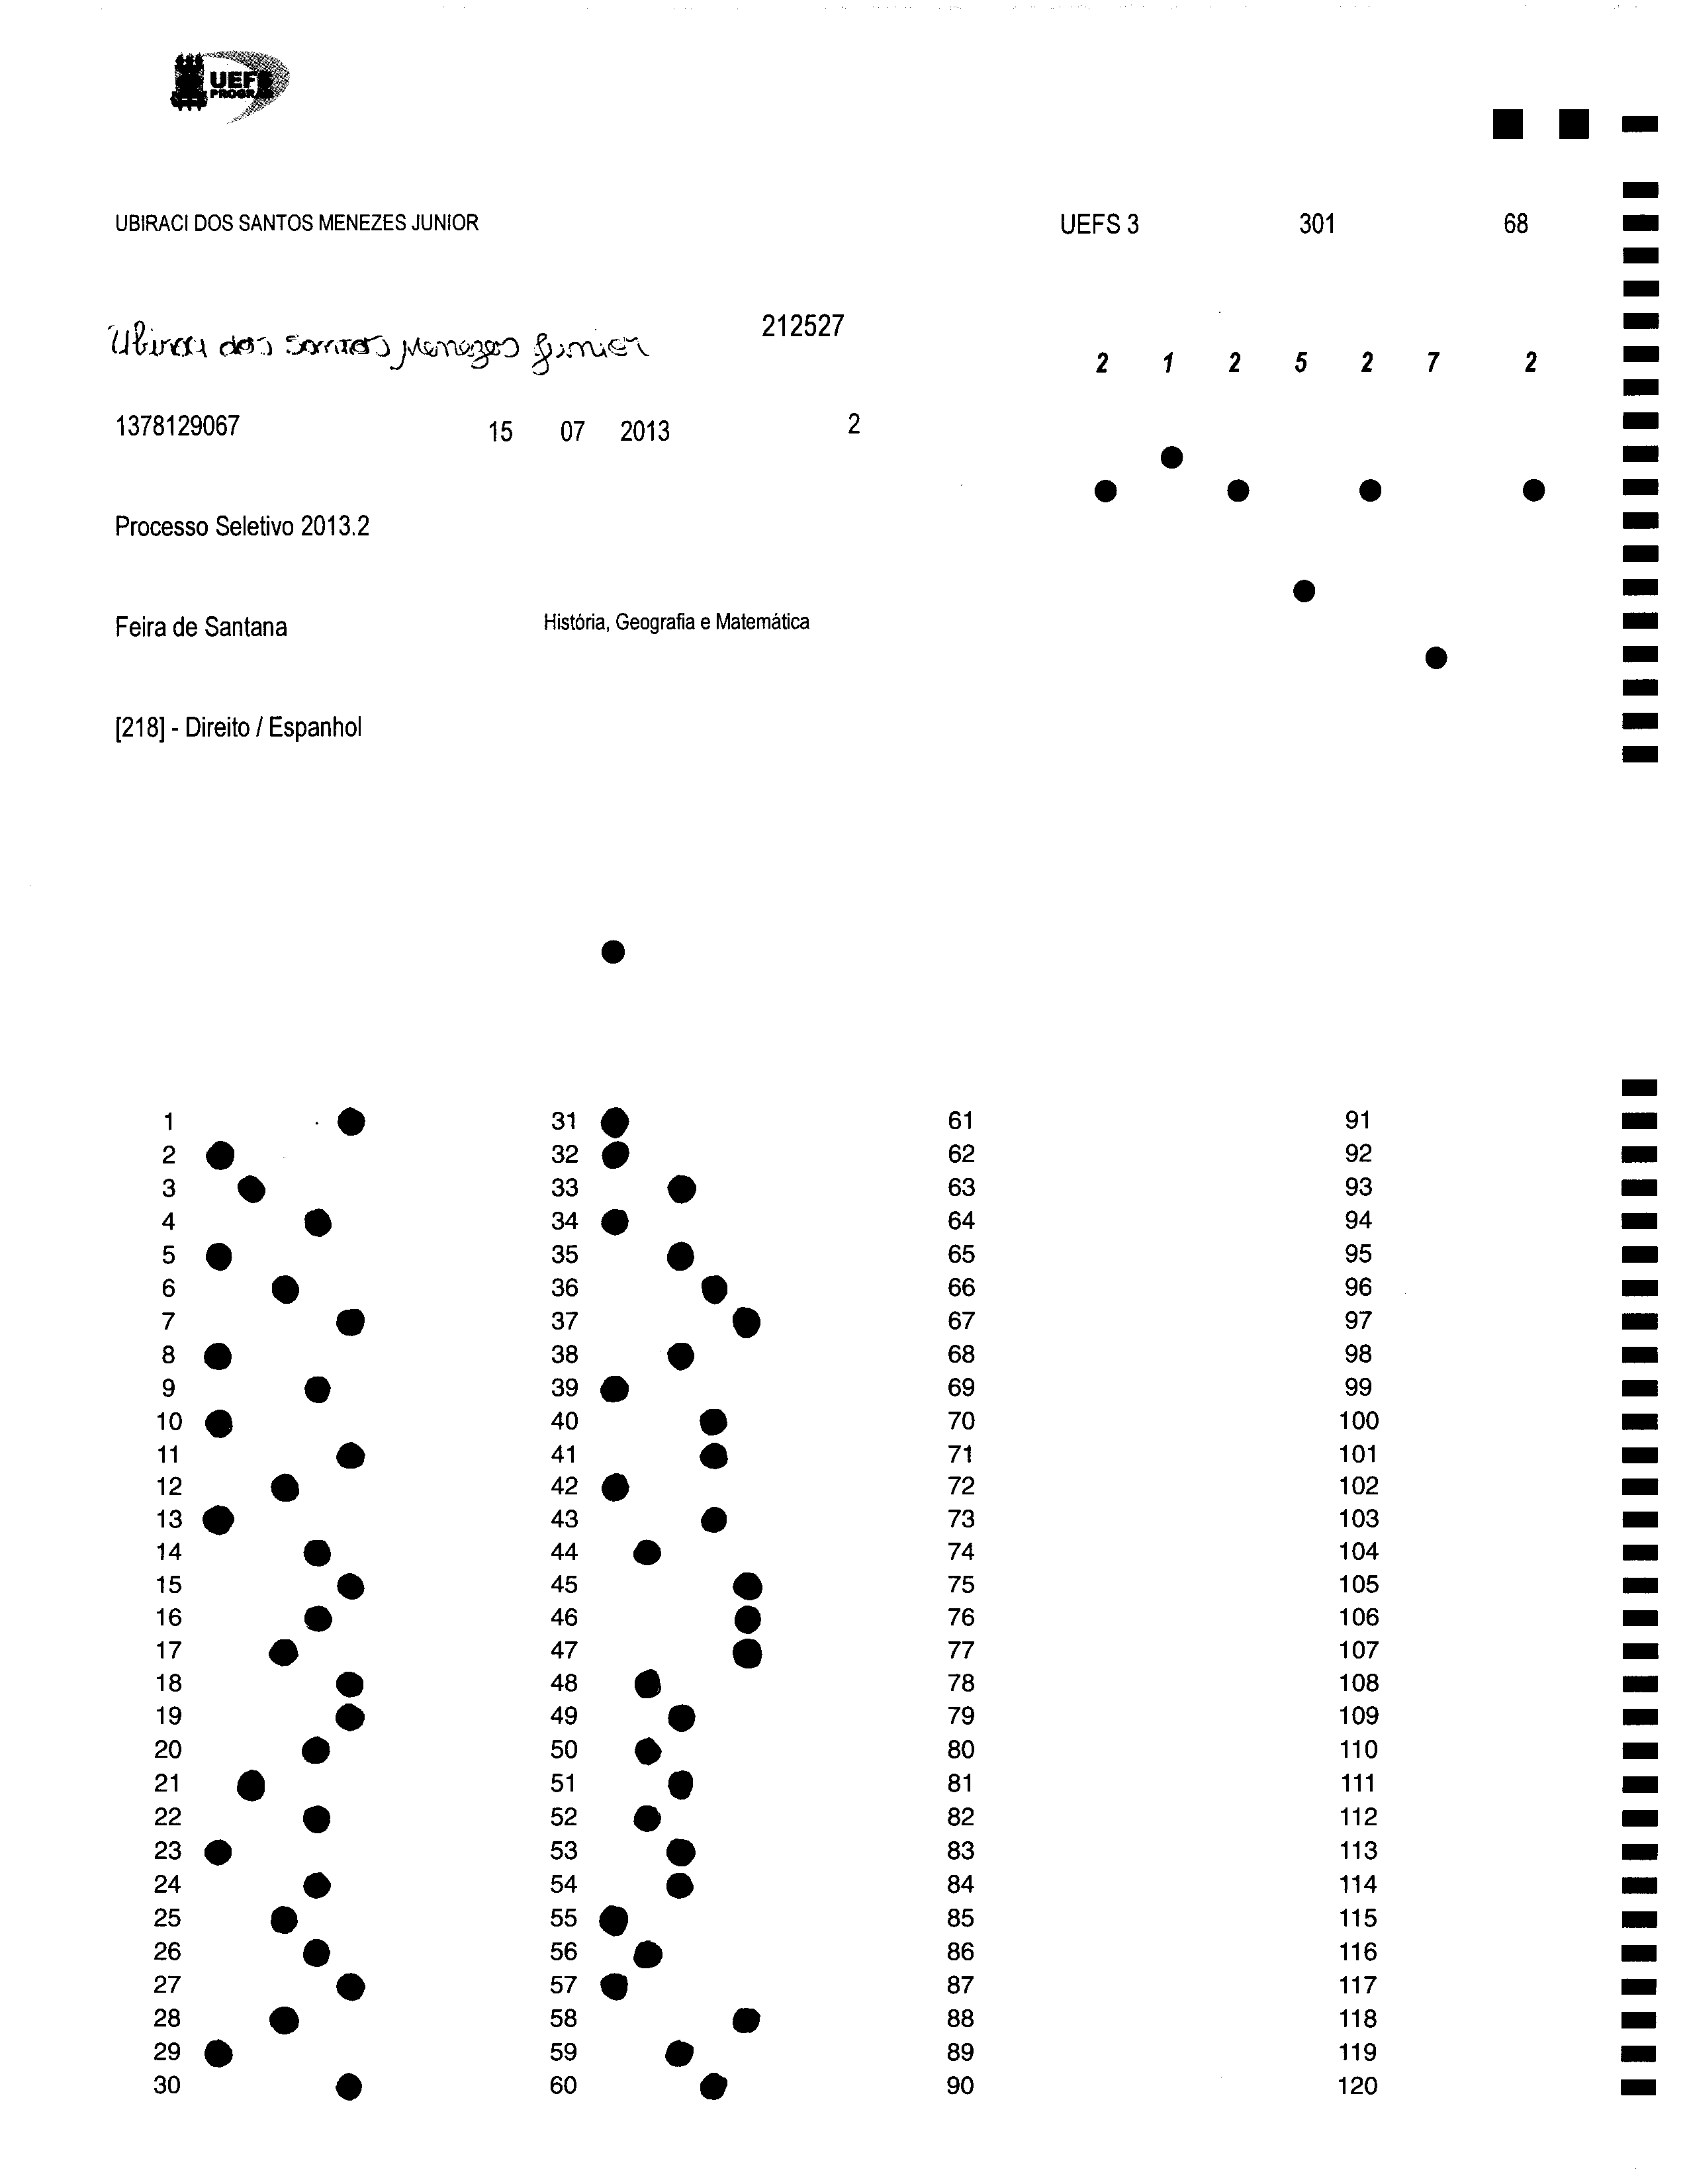 UEFS
PROGRAD
UBIRACI DOS SANTOS MENEZES JUNIOR UEFS 3 301 68
Ubiraci dos Santos Menezes Junior 212527
2 1 2 5 2 7 2
1378129067 15 07 2013 2
Processo Seletivo 2013.2
Feira de Santana História, Geografia e Matemática
[218] - Direito / Espanhol
1 31 61 91
2 32 62 92
3 33 63 93
4 34 64 94
5 35 65 95
6 36 66 96
7 37 67 97
8 38 68 98
9 39 69 99
10 40 70 100
11 41 71 101
12 42 72 102
13 43 73 103
14 44 74 104
15 45 75 105
16 46 76 106
17 47 77 107
18 48 78 108
19 49 79 109
20 50 80 110
21 51 81 111
22 52 82 112
23 53 83 113
24 54 84 114
25 55 85 115
26 56 86 116
27 57 87 117
28 58 88 118
29 59 89 119
30 60 90 120